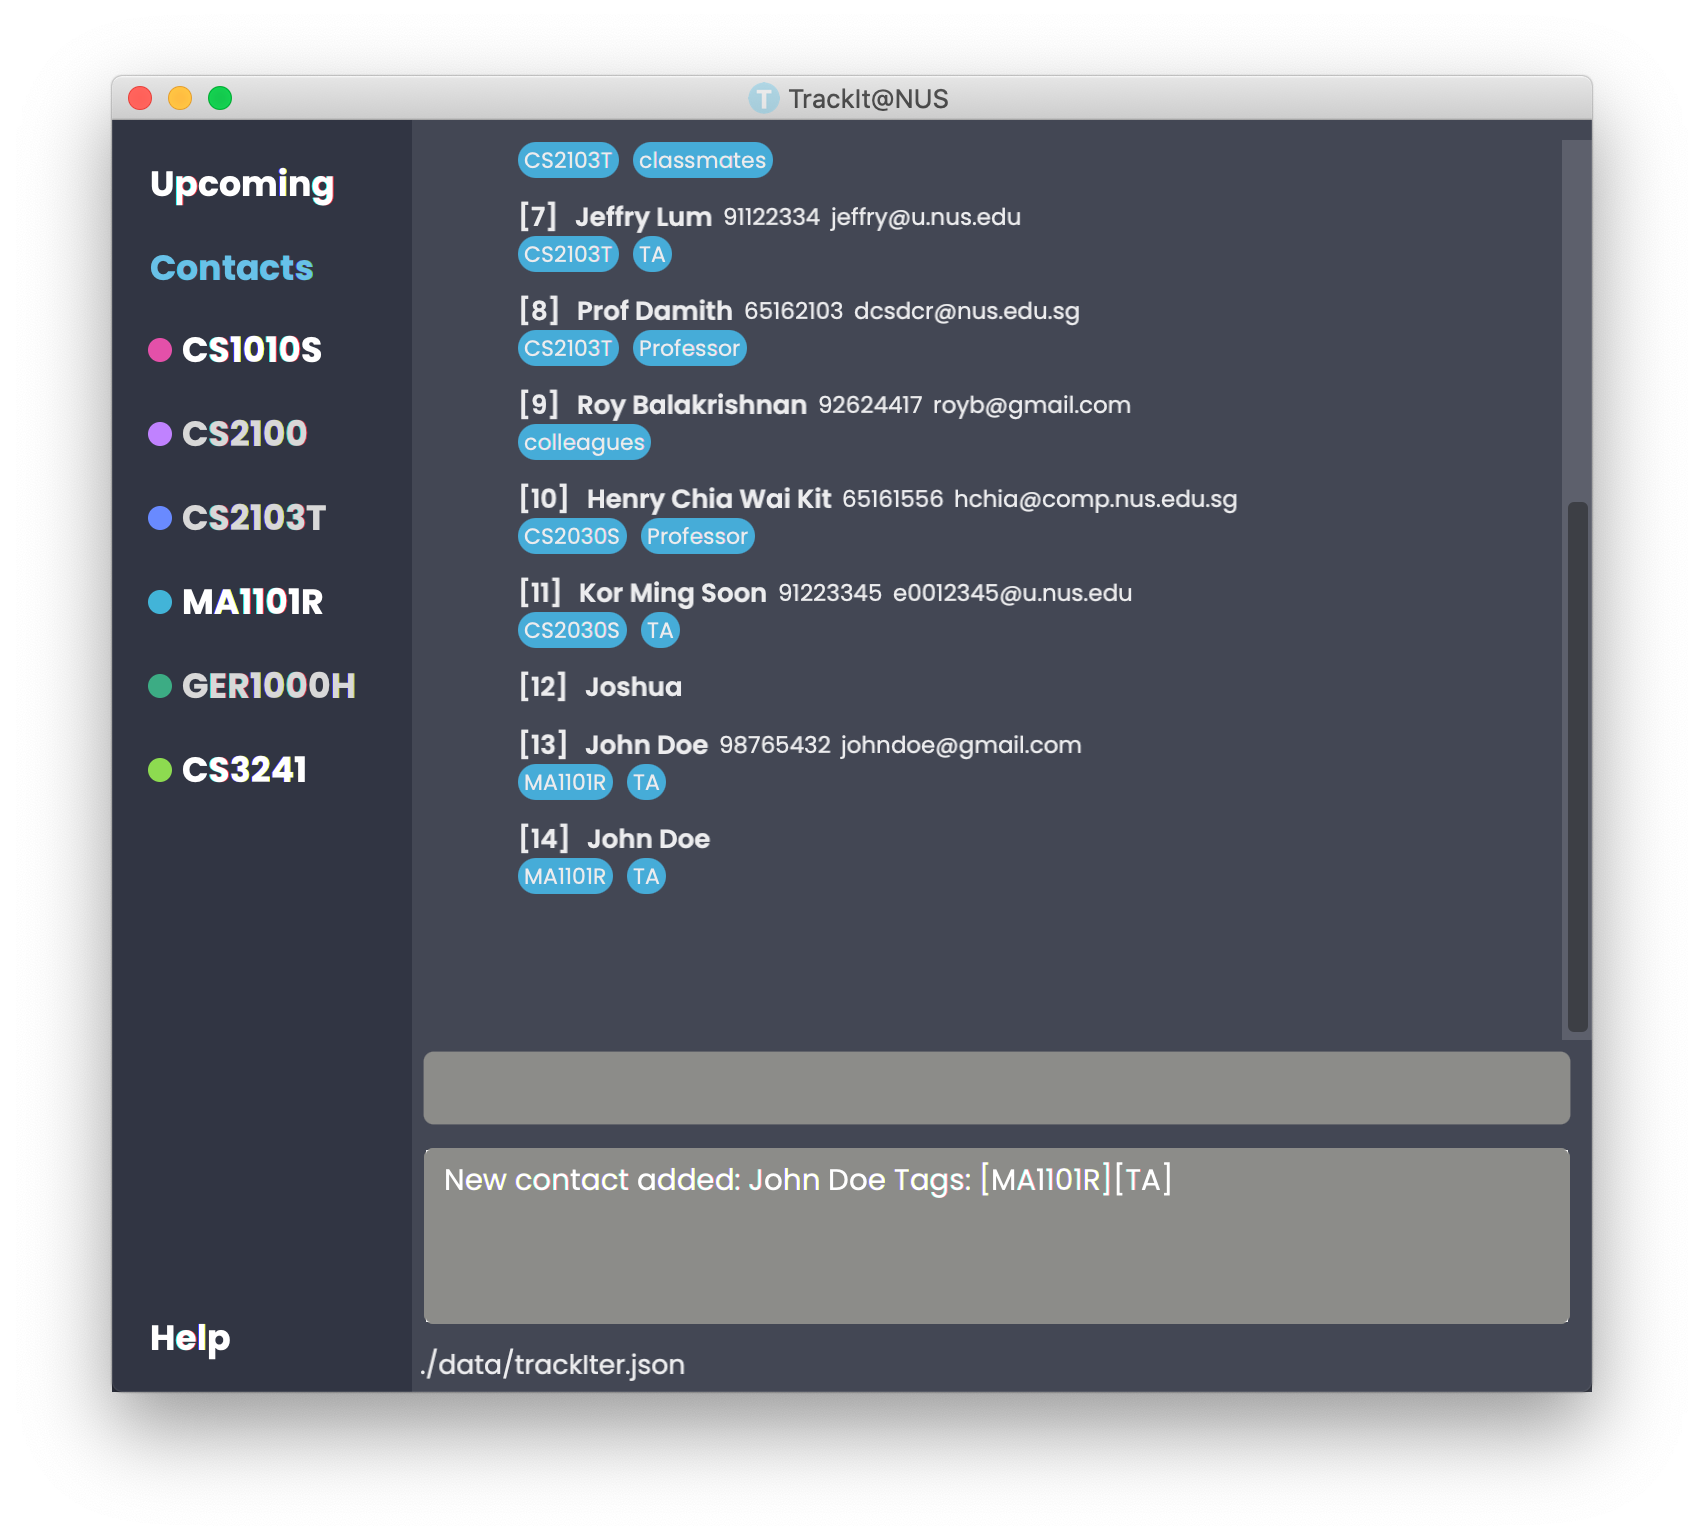 TrackIt@NUS
Upcoming
Contacts
CS1010S
CS2100
CS2103T
MA1101R
GER1000H
CS3241
Help
CS2103T classmates
[7] Jeffry Lum 91122334 jeffry@u.nus.edu
CS2103T TA
[8] Prof Damith 65162103 dcsdcr@nus.edu.sg
CS2103T Professor
[9] Roy Balakrishnan 92624417 royb@gmail.com
colleagues
[10] Henry Chia Wai Kit 65161556 hchia@comp.nus.edu.sg
CS2030S Professor
[11] Kor Ming Soon 91223345 e0012345@u.nus.edu
CS2030S TA
[12] Joshua
[13] John Doe 98765432 johndoe@gmail.com
MA1101R TA
[14] John Doe
MA1101R TA
New contact added: John Doe Tags: [MA1101R][TA]
./data/trackIter.json